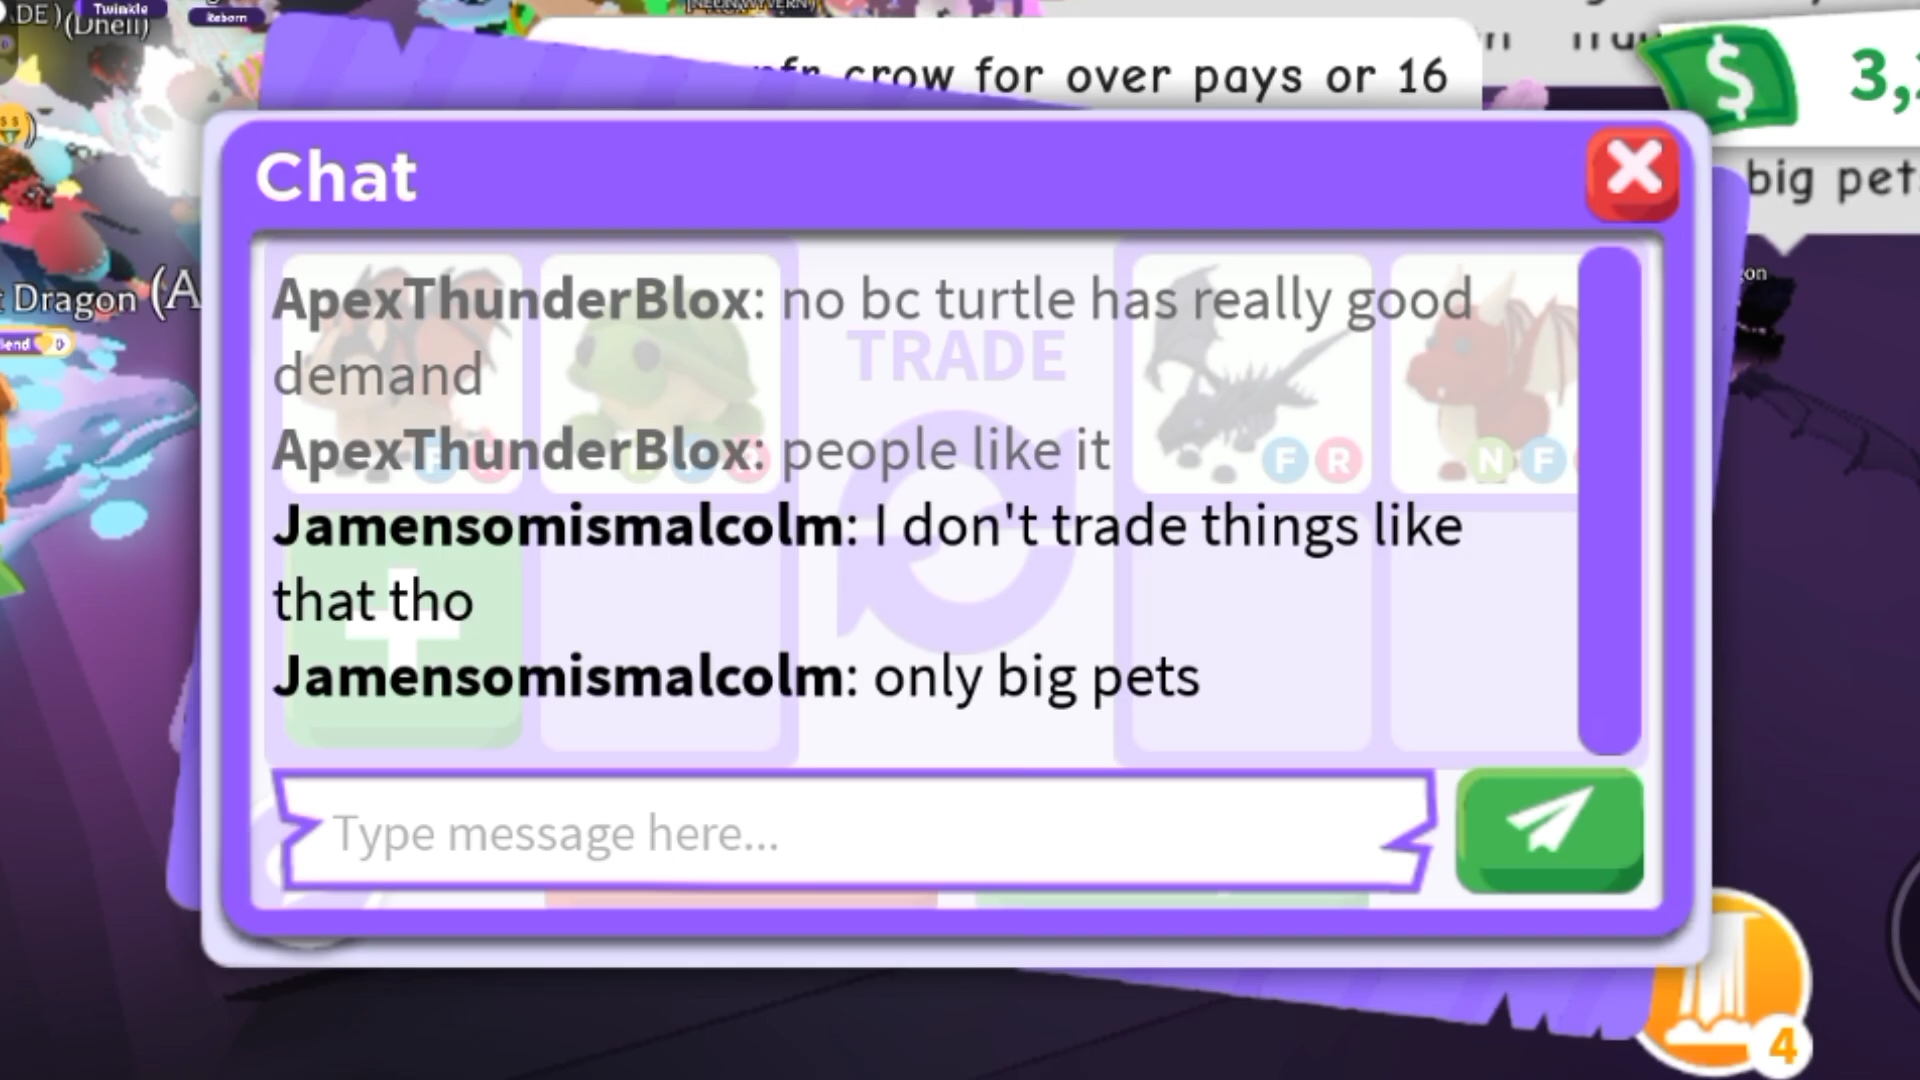 Twinkle
(Dhell)
Reborn
crow for over pays or 16
3,
Chat
big pet
Dragon (A
ApexThunderBlox: no bc turtle has really good
demand
TRADE
ApexThunderBlox: people like it
F R
N F
Jamensomismalcolm: I don't trade things like
that tho
Jamensomismalcolm: only big pets
Type message here...
4